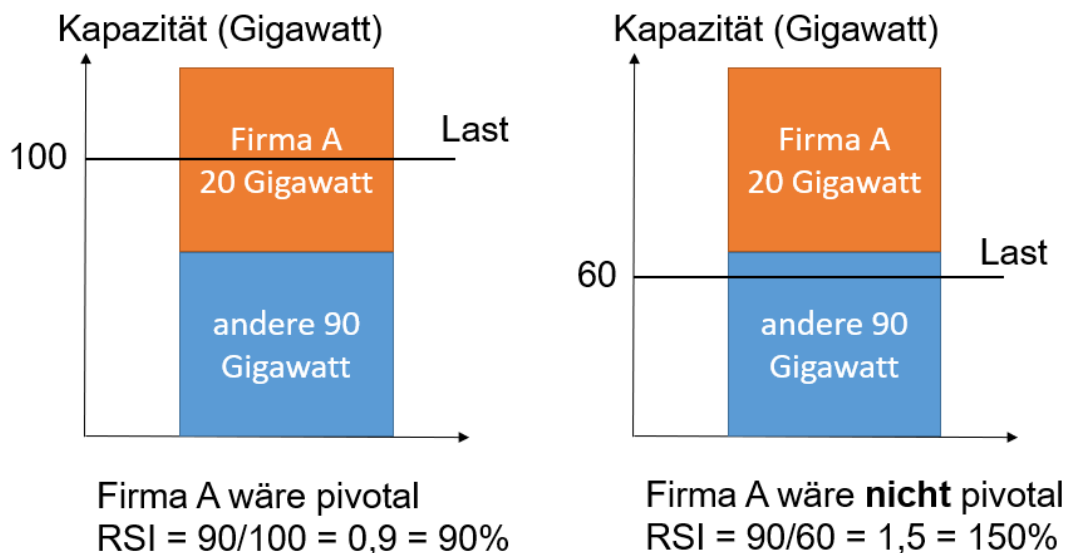 Kapazität (Gigawatt)
100
Last
Firma A
20 Gigawatt
andere 90
Gigawatt
Firma A wäre pivotal
RSI = 90/100 = 0,9 = 90%
Kapazität (Gigawatt)
Firma A
20 Gigawatt
Last
60
andere 90
Gigawatt
Firma A wäre nicht pivotal
RSI = 90/60 = 1,5 = 150%